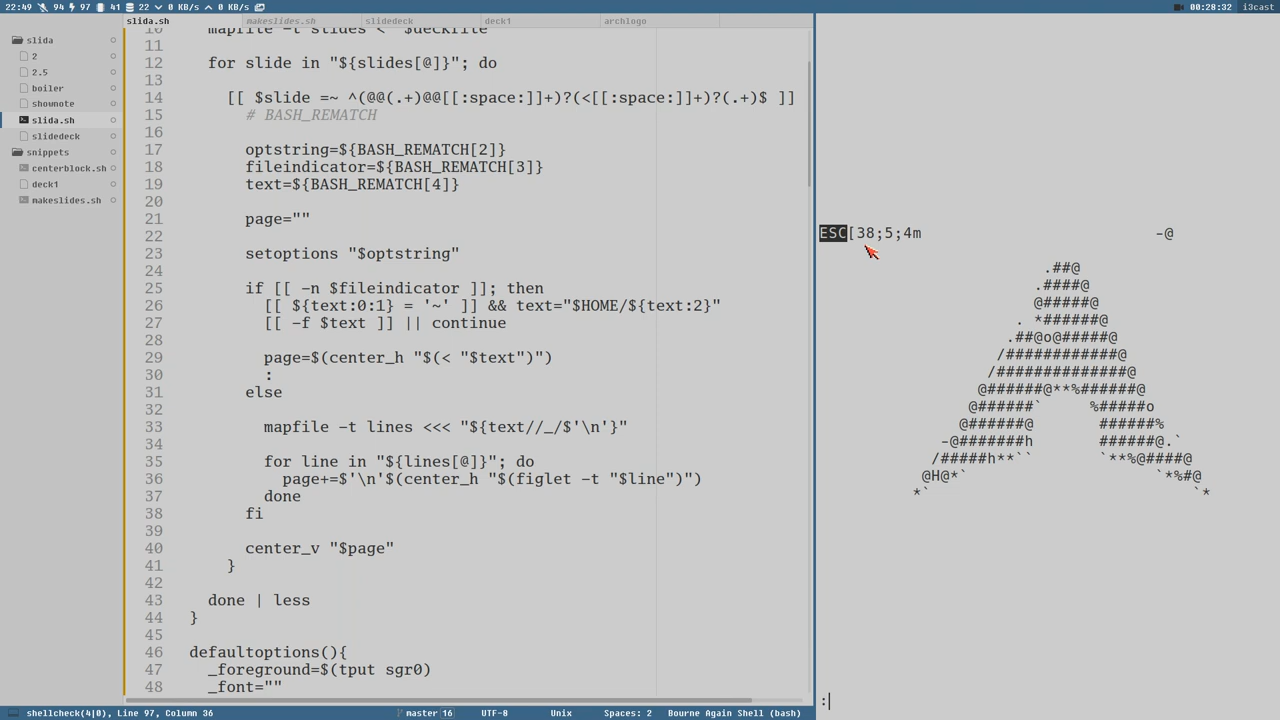 22:49 94 97 41 22 0 KB/s 0 KB/s 00:28:32 i3cast
slida.sh makeslides.sh slidedeck deck1 archlogo
slida
2
2.5
boiler
shownote
slida.sh
slidedeck
snippets
centerblock.sh
deck1
makeslides.sh
10 mapfile -t slides < "$deckfile"
11
12 for slide in "${slides[@]}"; do
13
14 [[ $slide =~ ^(@@(.+)@@[[:space:]]+)?(<[[:space:]]+)?(.+)$ ]]
15 # BASH_REMATCH
16
17 optstring=${BASH_REMATCH[2]}
18 fileindicator=${BASH_REMATCH[3]}
19 text=${BASH_REMATCH[4]}
20
21 page=""
22
23 setoptions "$optstring"
24
25 if [[ -n $fileindicator ]]; then
26 [[ ${text:0:1} = '~' ]] && text="$HOME/${text:2}"
27 [[ -f $text ]] || continue
28
29 page=$(center_h "$(< "$text")")
30 :
31 else
32
33 mapfile -t lines <<< "${text//_/$'\n'}"
34
35 for line in "${lines[@]}"; do
36 page+=$'\n'$(center_h "$(figlet -t "$line")")
37 done
38 fi
39
40 center_v "$page"
41 }
42
43 done | less
44 }
45
46 defaultoptions(){
47 _foreground=$(tput sgr0)
48 _font=""
ESC[38;5;4m -@
.##@
.####@
@#####@
. *######@
.##@o@#####@
/############@
/##############@
@######@**%######@
@######` %#####o
@######@ ######%
-@#######h ######@.`
/#####h**`` `**%@####@
@H@*` `*%#@
*` `*
:
shellcheck(4|0), Line 97, Column 36 master 16 UTF-8 Unix Spaces: 2 Bourne Again Shell (bash)